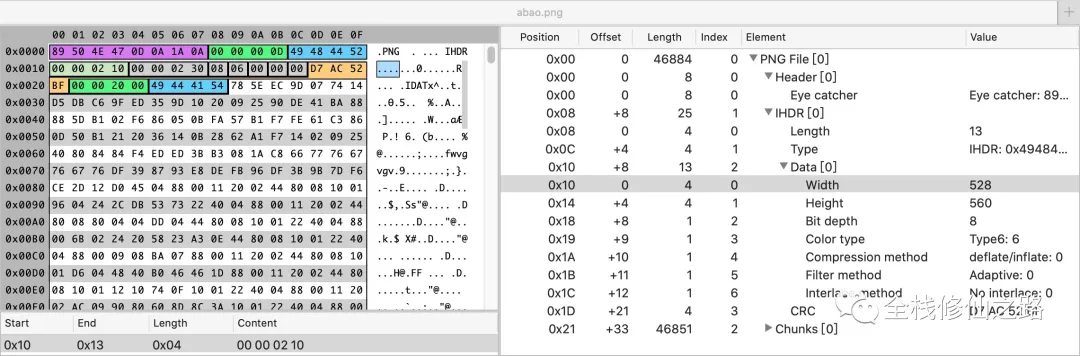 abao.png
00 01 02 03 04 05 06 07 08 09 0A 0B 0C 0D 0E 0F
0x0000 89 50 4E 47 0D 0A 1A 0A 00 00 00 0D 49 48 44 52 .PNG . ... IHDR
0x0010 00 00 02 10 00 00 02 30 08 06 00 00 00 D7 AC 52 .......0......R
0x0020 BF 00 00 20 00 49 44 41 54 78 5E EC 9D 07 74 14 . .. .IDATx^..t.
0x0030 D5 DB C6 9F ED 35 9D 10 20 09 25 90 DE 41 BA 88
0x0040 88 5D B1 02 F6 86 05 0B FA 57 B1 F7 FE 61 C3 86
0x0050 0D 50 B1 21 20 36 14 0B 28 62 A1 F7 14 02 09 25
0x0060 40 80 84 84 F4 ED ED 3B B3 08 1A C8 66 77 76 67
0x0070 76 67 76 DF 39 87 93 E8 DE FB 96 DF 3B 9B 7D F6
0x0080 CE 2D 12 D0 45 04 88 00 11 20 02 44 80 08 10 01
0x0090 96 04 24 2C DB 53 73 22 40 04 88 00 11 20 02 44
0x00A0 80 08 80 04 04 DD 04 44 80 08 10 01 22 40 04 88
0x00B0 00 6B 02 24 20 58 23 A3 0E 44 80 08 10 01 22 40
0x00C0 04 88 00 09 08 BA 07 88 00 11 20 02 44 80 08 10
0x00D0 01 D6 04 48 40 B0 46 46 1D 88 00 11 20 02 44 80
0x00E0 08 10 01 12 10 74 0F 10 01 22 40 04 88 00 11 20
0x00F0 02 AC 09 90 80 60 8D 8C 3A 10 01 22 40 04 88 00
Start End Length Content
0x10 0x13 0x04 00 00 02 10
Position Offset Length Index Element Value
0x00 0 46884 0 PNG File [0]
0x00 0 8 0 Header [0]
0x00 0 8 0 Eye catcher Eye catcher: 89...
0x08 +8 25 1 IHDR [0]
0x08 0 4 0 Length 13
0x0C +4 4 1 Type IHDR: 0x49484...
0x10 +8 13 2 Data [0]
0x10 0 4 0 Width 528
0x14 +4 4 1 Height 560
0x18 +8 1 2 Bit depth 8
0x19 +9 1 3 Color type Type6: 6
0x1A +10 1 4 Compression method deflate/inflate: 0
0x1B +11 1 5 Filter method Adaptive: 0
0x1C +12 1 6 Interlace method No interlace: 0
0x1D +21 4 3 CRC D7 AC 52 BF
0x21 +33 46851 2 Chunks [0]
全栈修仙之路